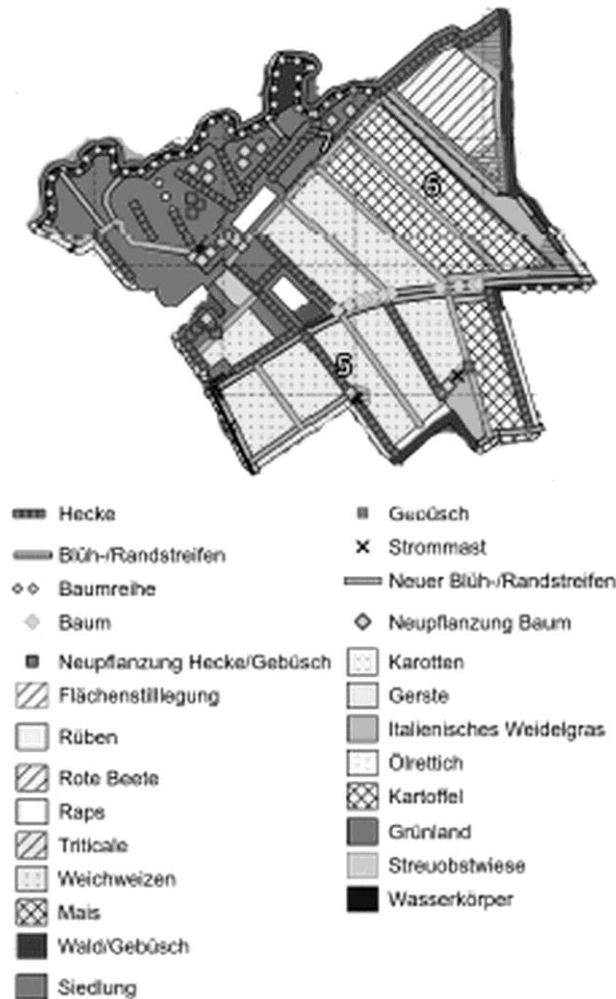 6
5
Hecke
Blüh-/Randstreifen
Baumreihe
Baum
Neupflanzung Hecke/Gebüsch
Flächenstilllegung
Rüben
Rote Beete
Raps
Triticale
Weichweizen
Mais
Wald/Gebüsch
Siedlung
Gebüsch
Strommast
Neuer Blüh-/Randstreifen
Neupflanzung Baum
Karotten
Gerste
Italienisches Weidelgras
Ölrettich
Kartoffel
Grünland
Streuobstwiese
Wasserkörper